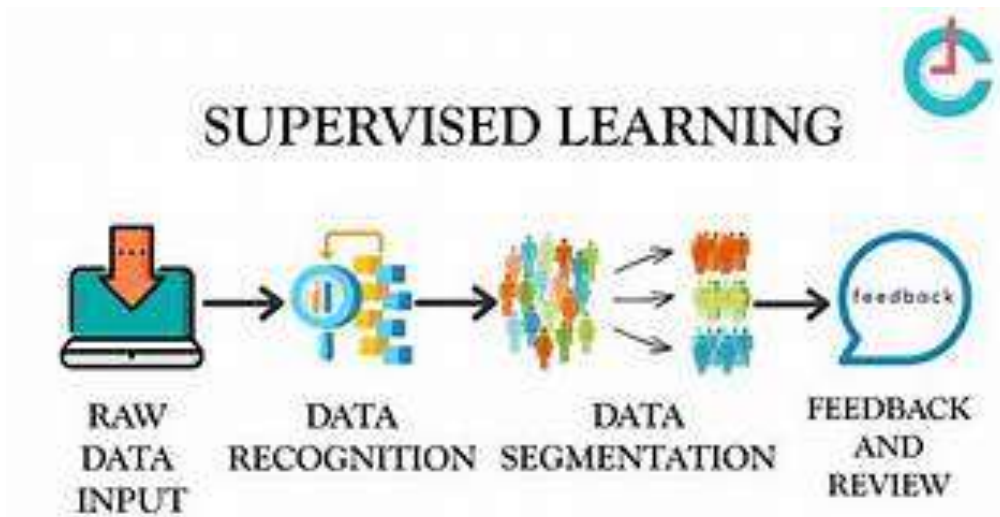 SUPERVISED LEARNING
feedback
RAW
DATA
INPUT
DATA
RECOGNITION
DATA
SEGMENTATION
FEEDBACK
AND
REVIEW